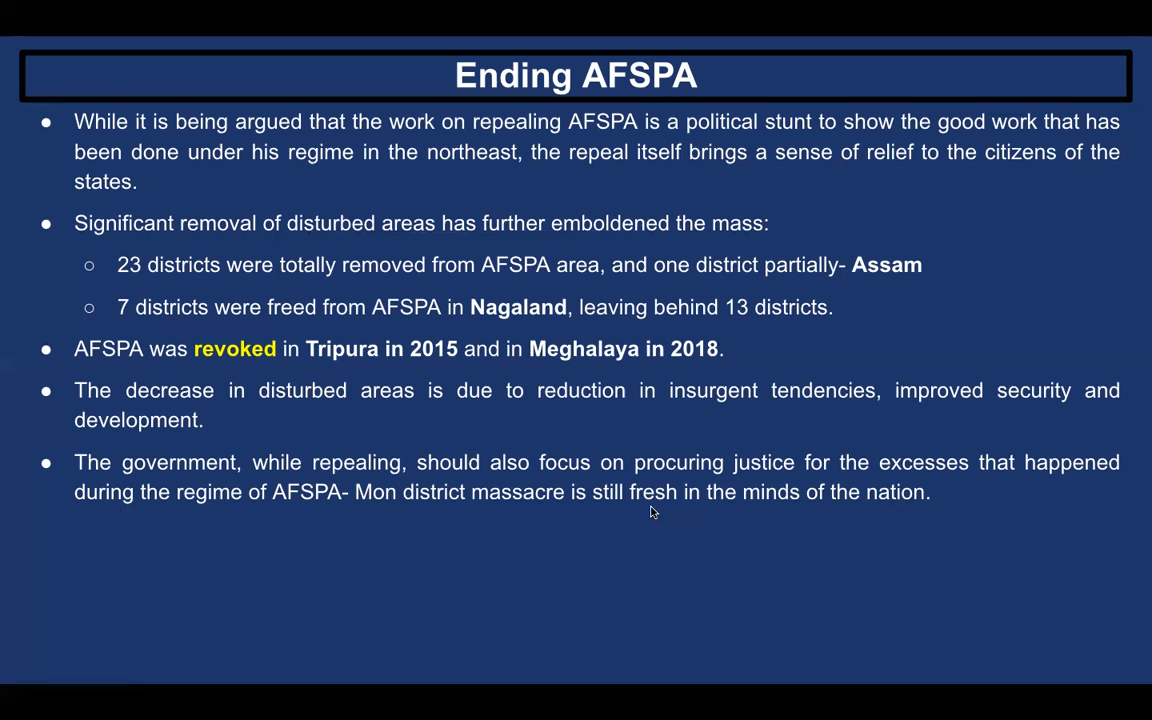 Ending AFSPA
● While it is being argued that the work on repealing AFSPA is a political stunt to show the good work that has
been done under his regime in the northeast, the repeal itself brings a sense of relief to the citizens of the
states.
● Significant removal of disturbed areas has further emboldened the mass:
○ 23 districts were totally removed from AFSPA area, and one district partially- Assam
○ 7 districts were freed from AFSPA in Nagaland, leaving behind 13 districts.
● AFSPA was revoked in Tripura in 2015 and in Meghalaya in 2018.
● The decrease in disturbed areas is due to reduction in insurgent tendencies, improved security and
development.
● The government, while repealing, should also focus on procuring justice for the excesses that happened
during the regime of AFSPA- Mon district massacre is still fresh in the minds of the nation.